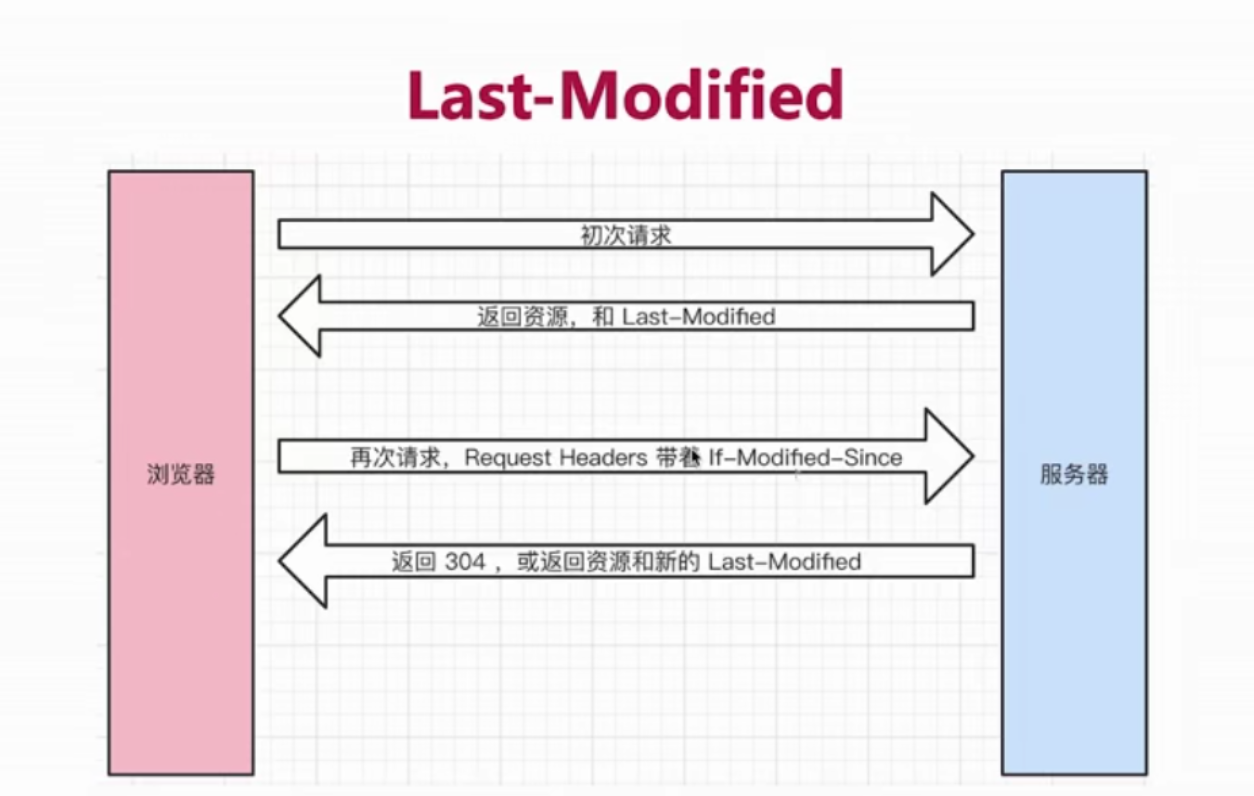 Last-Modified
初次请求
返回资源，和 Last-Modified
再次请求，Request Headers 带着 If-Modified-Since
浏览器
服务器
返回 304 ，或返回资源和新的 Last-Modified